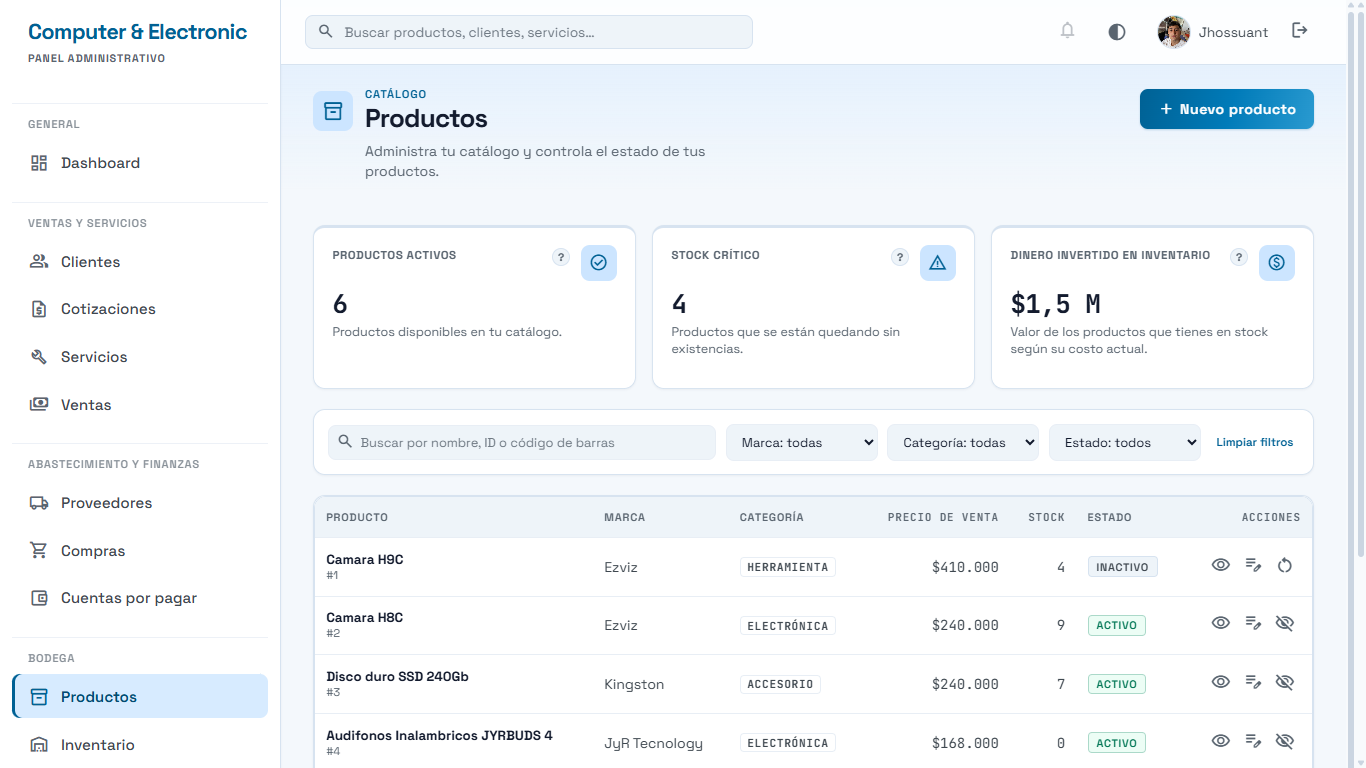 Computer & Electronic
PANEL ADMINISTRATIVO
GENERAL
Dashboard
VENTAS Y SERVICIOS
Clientes
Cotizaciones
Servicios
Ventas
ABASTECIMIENTO Y FINANZAS
Proveedores
Compras
Cuentas por pagar
BODEGA
Productos
Inventario
Buscar productos, clientes, servicios...
Jhossuant
CATÁLOGO
Productos
Administra tu catálogo y controla el estado de tus
productos.
+ Nuevo producto
PRODUCTOS ACTIVOS ?
6
Productos disponibles en tu catálogo.
STOCK CRÍTICO ?
4
Productos que se están quedando sin
existencias.
DINERO INVERTIDO EN INVENTARIO ?
$1,5 M
Valor de los productos que tienes en stock
según su costo actual.
Buscar por nombre, ID o código de barras
Marca: todas
Categoría: todas
Estado: todos
Limpiar filtros
PRODUCTO MARCA CATEGORÍA PRECIO DE VENTA STOCK ESTADO ACCIONES
Camara H9C
#1
Ezviz HERRAMIENTA $410.000 4 INACTIVO
Camara H8C
#2
Ezviz ELECTRÓNICA $240.000 9 ACTIVO
Disco duro SSD 240Gb
#3
Kingston ACCESORIO $240.000 7 ACTIVO
Audifonos Inalambricos JYRBUDS 4
#4
JyR Tecnology ELECTRÓNICA $168.000 0 ACTIVO